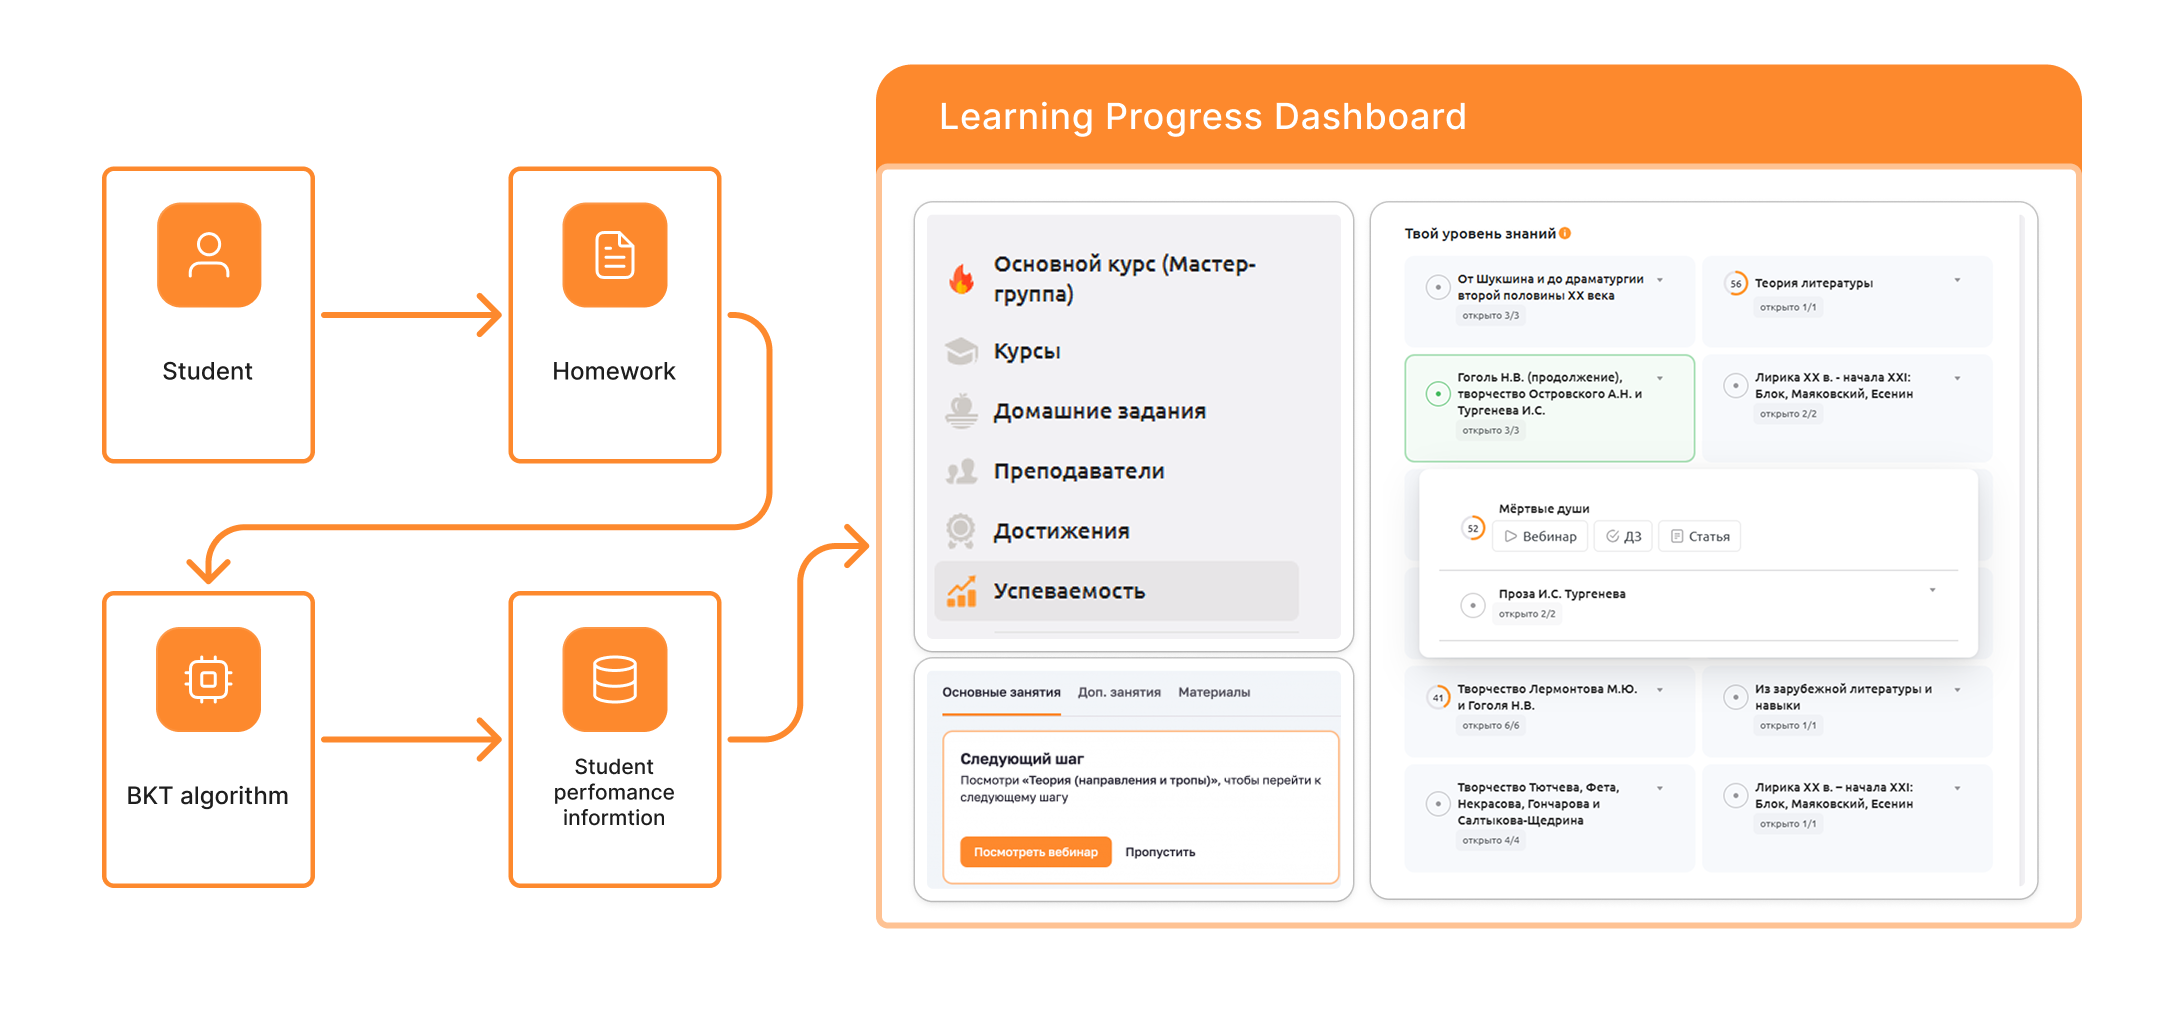 Learning Progress Dashboard
Student
Homework
BKT algorithm
Student
perfomance
informtion
Основной курс (Мастер-
группа)
Курсы
Домашние задания
Преподаватели
Достижения
Успеваемость
Основные занятия Доп. занятия Материалы
Следующий шаг
Посмотри «Теория (направления и тропы)», чтобы перейти к
следующему шагу
Посмотреть вебинар Пропустить
Твой уровень знаний
От Шукшина и до драматургии
второй половины XX века
открыто 3/3
56 Теория литературы
открыто 1/1
Гоголь Н.В. (продолжение),
творчество Островского А.Н. и
Тургенева И.С.
открыто 3/3
Лирика XX в. - начала XXI:
Блок, Маяковский, Есенин
открыто 2/2
Мёртвые души
52 Вебинар ДЗ Статья
Проза И.С. Тургенева
открыто 2/2
41 Творчество Лермонтова М.Ю.
и Гоголя Н.В.
открыто 6/6
Из зарубежной литературы и
навыки
открыто 1/1
Творчество Тютчева, Фета,
Некрасова, Гончарова и
Салтыкова-Щедрина
открыто 4/4
Лирика XX в. – начала XXI:
Блок, Маяковский, Есенин
открыто 1/1